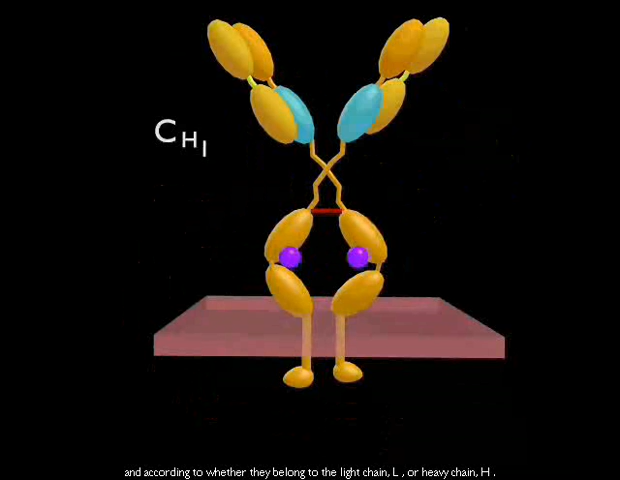 CH1
and according to whether they belong to the light chain, L , or heavy chain, H .